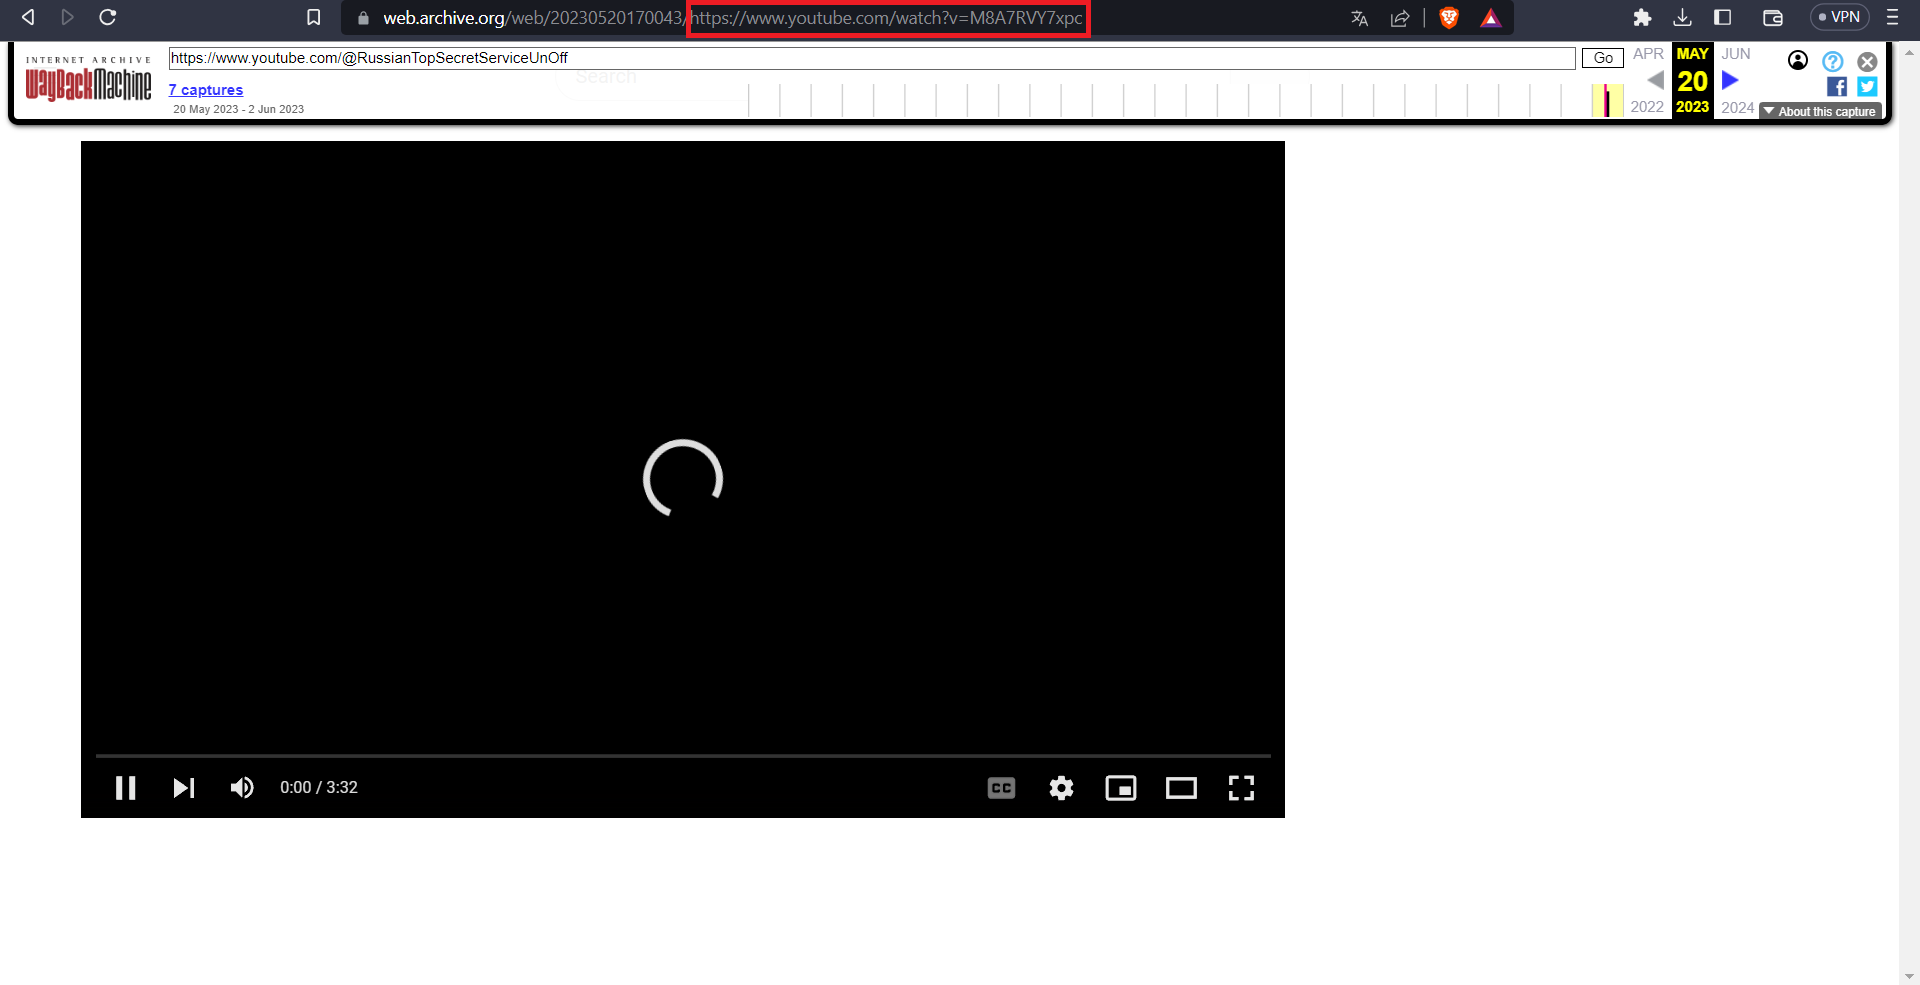 web.archive.org/web/20230520170043/https://www.youtube.com/watch?v=M8A7RVY7xpc
VPN
INTERNET ARCHIVE
WayBackMachine
https://www.youtube.com/@RussianTopSecretServiceUnOff
Go
Search
7 captures
20 May 2023 - 2 Jun 2023
APR
MAY
JUN
20
2022
2023
2024
About this capture
0:00 / 3:32
CC